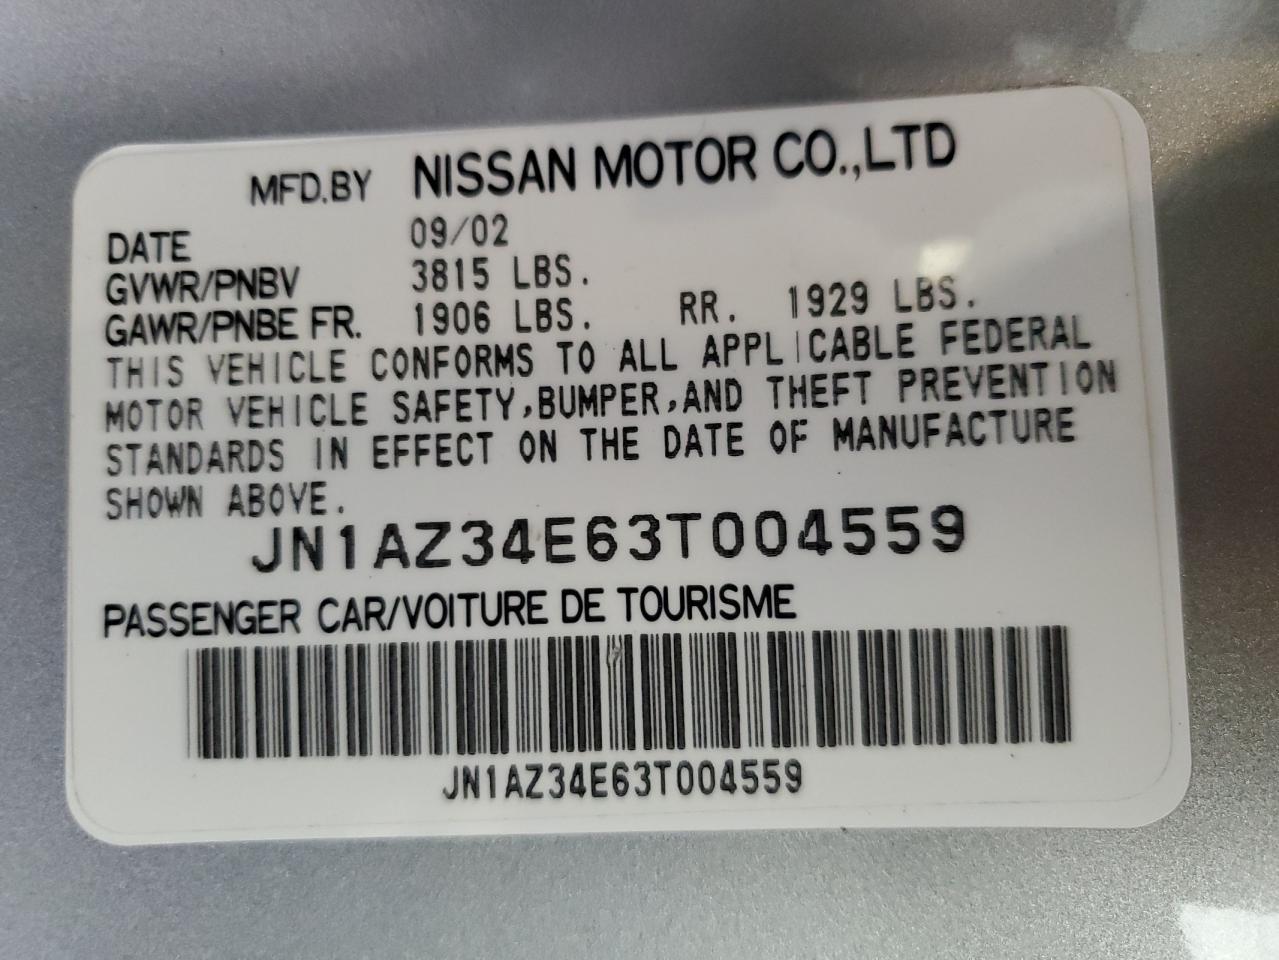 MFD.BY NISSAN MOTOR CO.,LTD
DATE 09/02
GVWR/PNBV 3815 LBS.
GAWR/PNBE FR. 1906 LBS. RR. 1929 LBS.
THIS VEHICLE CONFORMS TO ALL APPLICABLE FEDERAL
MOTOR VEHICLE SAFETY,BUMPER,AND THEFT PREVENTION
STANDARDS IN EFFECT ON THE DATE OF MANUFACTURE
SHOWN ABOVE.
JN1AZ34E63T004559
PASSENGER CAR/VOITURE DE TOURISME
JN1AZ34E63T004559